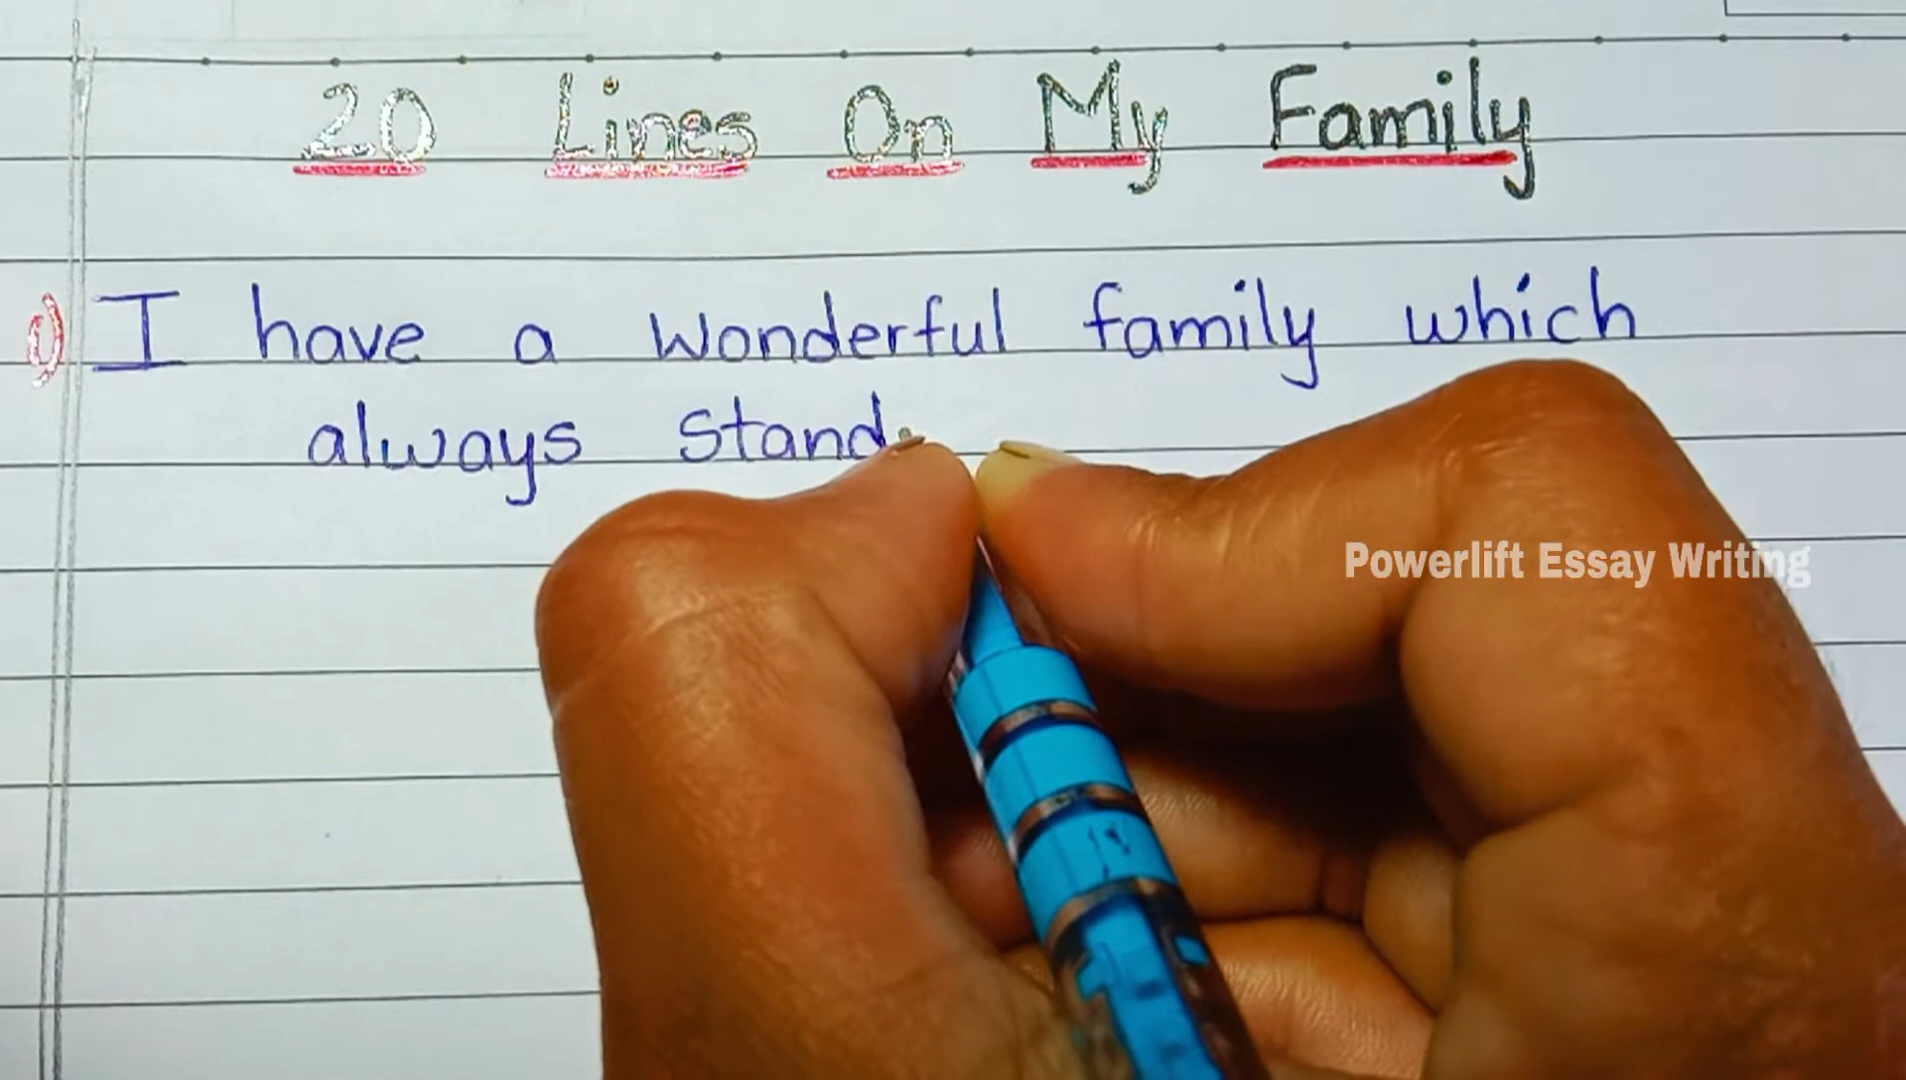 20 Lines On My Family
1) I have a wonderful family which
always stand
Powerlift Essay Writing